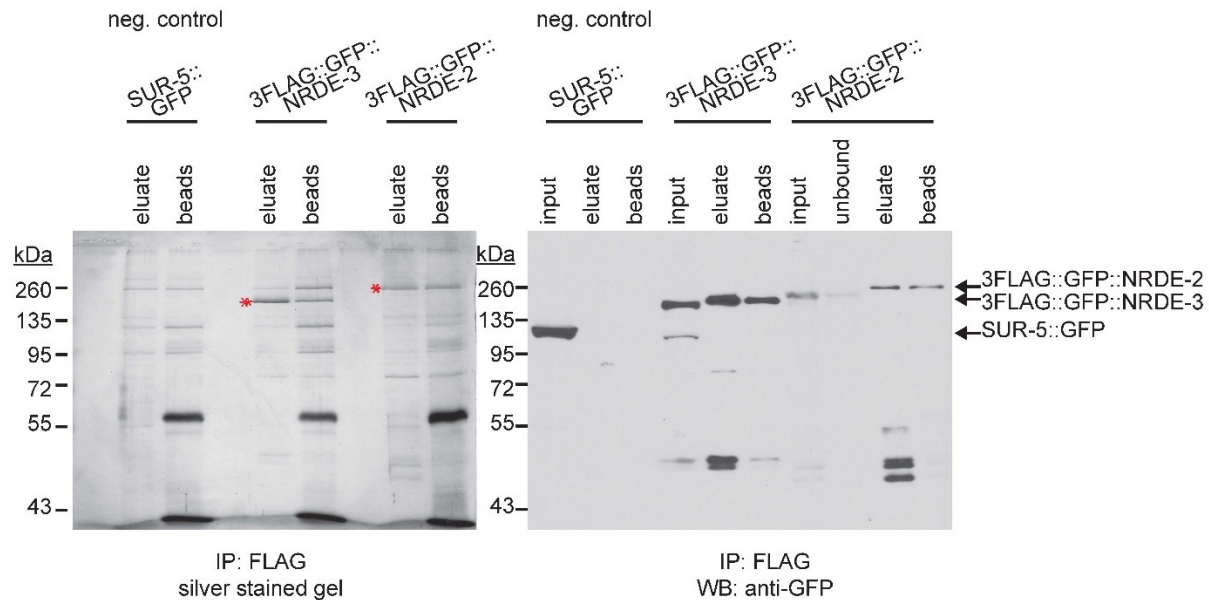 neg. control
SUR-5::
GFP
3FLAG::GFP::
NRDE-3
3FLAG::GFP::
NRDE-2
eluate
beads
eluate
beads
eluate
beads
kDa
260
135
95
72
55
43
*
*
IP: FLAG
silver stained gel
neg. control
SUR-5::
GFP
3FLAG::GFP::
NRDE-3
3FLAG::GFP::
NRDE-2
input
eluate
beads
input
eluate
beads
input
unbound
eluate
beads
kDa
260
135
95
72
55
43
3FLAG::GFP::NRDE-2
3FLAG::GFP::NRDE-3
SUR-5::GFP
IP: FLAG
WB: anti-GFP